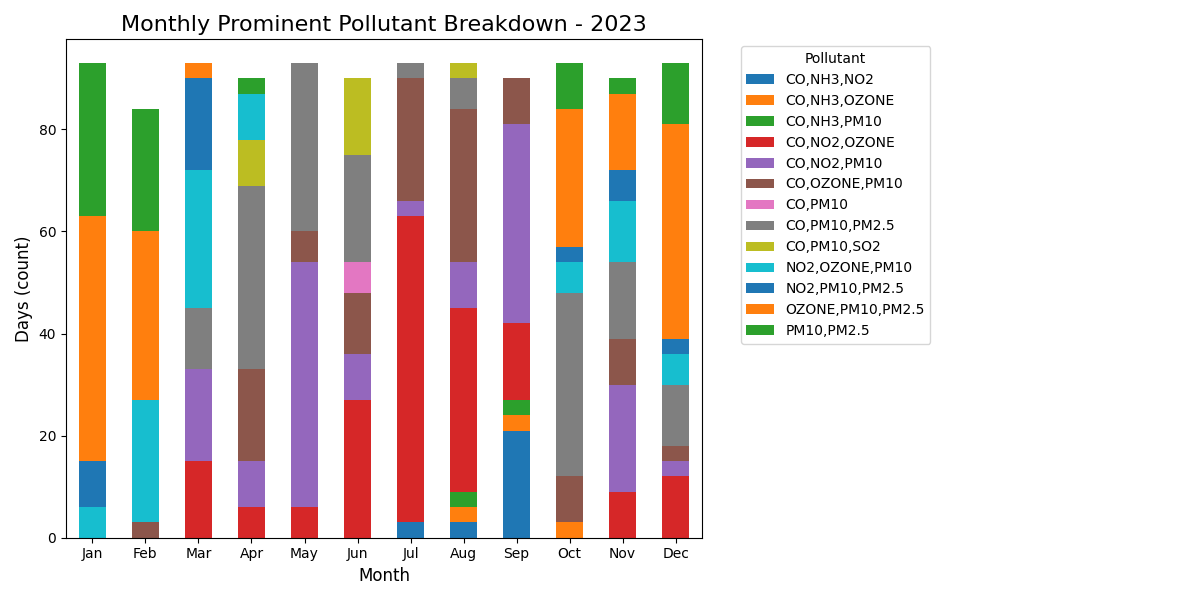 Monthly Prominent Pollutant Breakdown - 2023
Days (count)
80
60
40
20
0
Jan Feb Mar Apr May Jun Jul Aug Sep Oct Nov Dec
Month
Pollutant
CO,NH3,NO2
CO,NH3,OZONE
CO,NH3,PM10
CO,NO2,OZONE
CO,NO2,PM10
CO,OZONE,PM10
CO,PM10
CO,PM10,PM2.5
CO,PM10,SO2
NO2,OZONE,PM10
NO2,PM10,PM2.5
OZONE,PM10,PM2.5
PM10,PM2.5